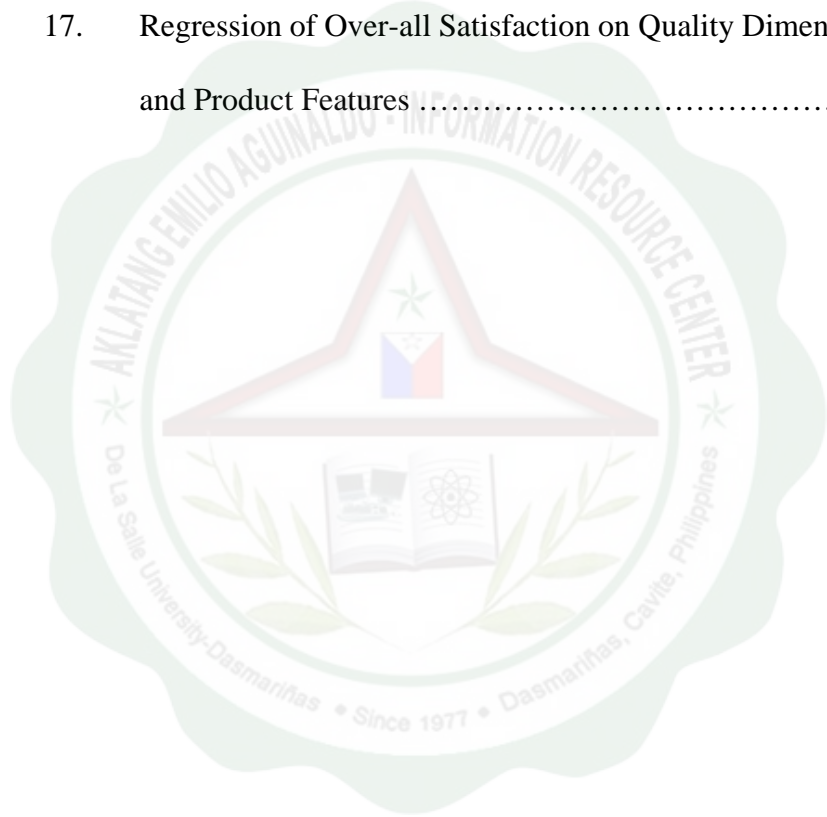 17. Regression of Over-all Satisfaction on Quality Dimen
and Product Features ……………………………………
AKLATANG EMILIO AGUINALDO - INFORMATION RESOURCE CENTER
De La Salle University-Dasmariñas • Since 1977 • Dasmariñas, Cavite, Philippines